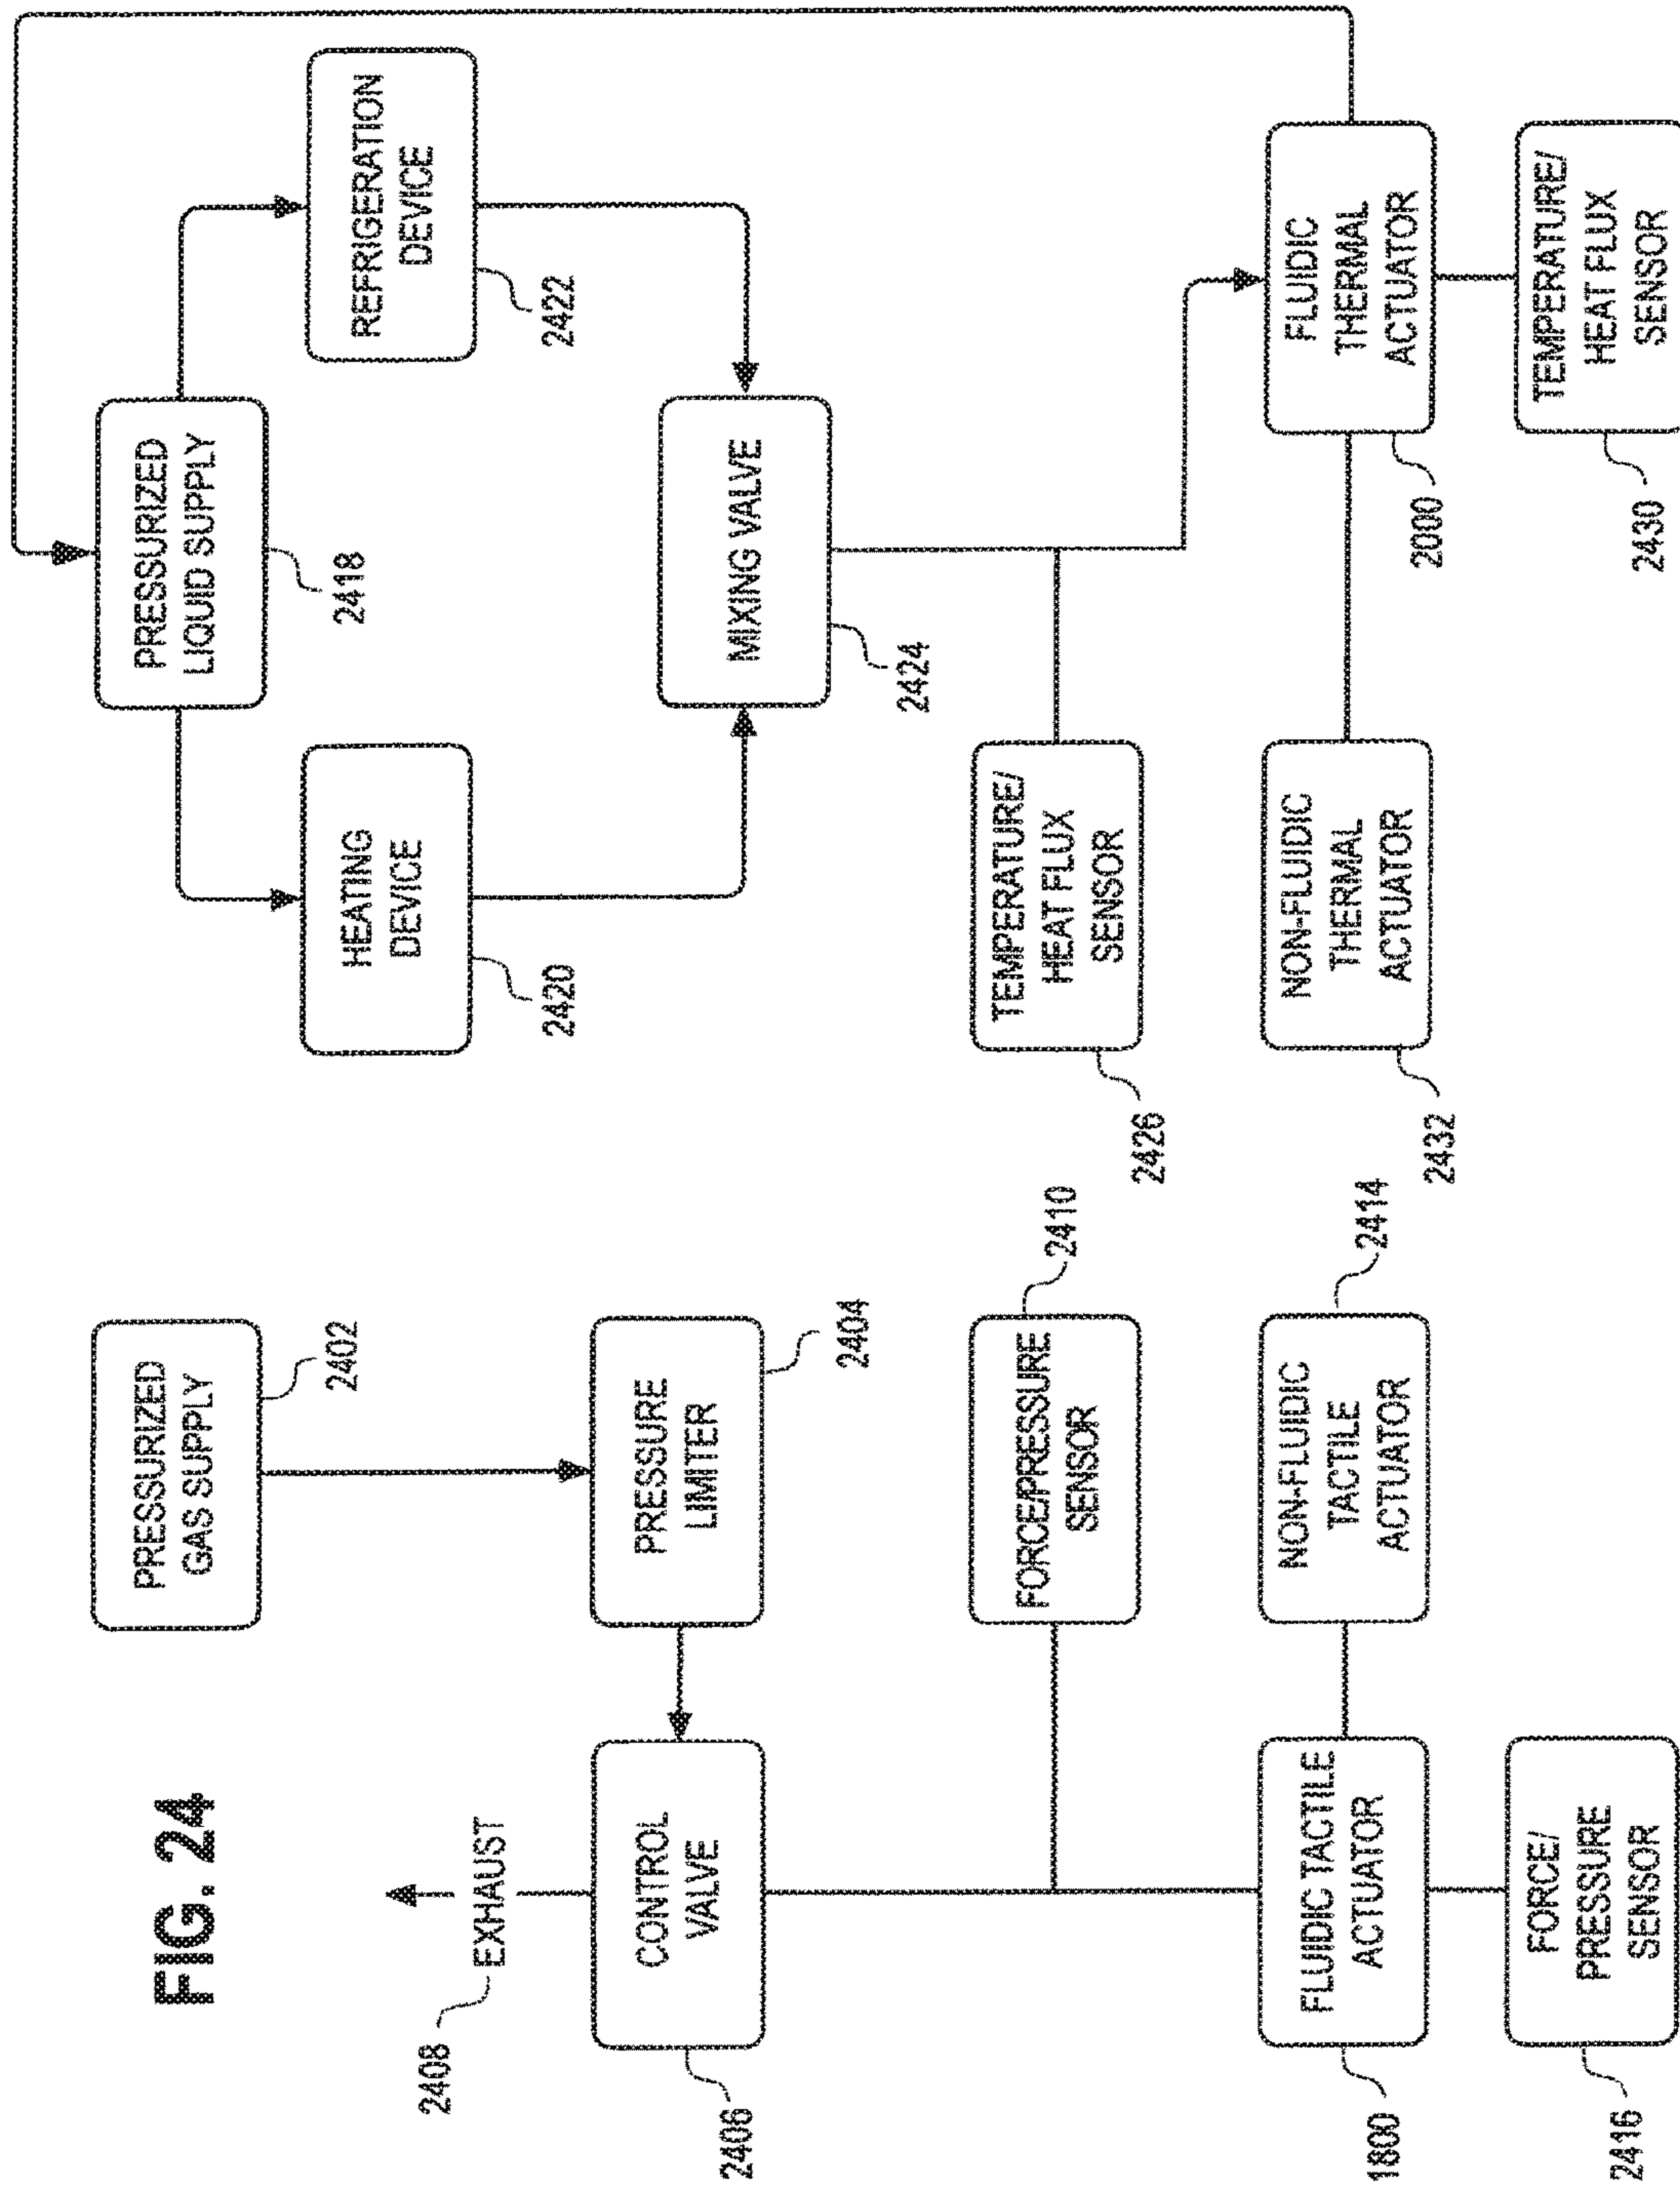 FIG. 24
2408
EXHAUST
PRESSURIZED
GAS SUPPLY
2402
CONTROL
VALVE
2406
PRESSURE
LIMITER
2404
FORCE/PRESSURE
SENSOR
2410
FLUIDIC TACTILE
ACTUATOR
1800
NON-FLUIDIC
TACTILE
ACTUATOR
2414
FORCE/
PRESSURE
SENSOR
2416
PRESSURIZED
LIQUID SUPPLY
2418
HEATING
DEVICE
2420
REFRIGERATION
DEVICE
2422
MIXING VALVE
2424
TEMPERATURE/
HEAT FLUX
SENSOR
2426
NON-FLUIDIC
THERMAL
ACTUATOR
2432
FLUIDIC
THERMAL
ACTUATOR
2000
TEMPERATURE/
HEAT FLUX
SENSOR
2430